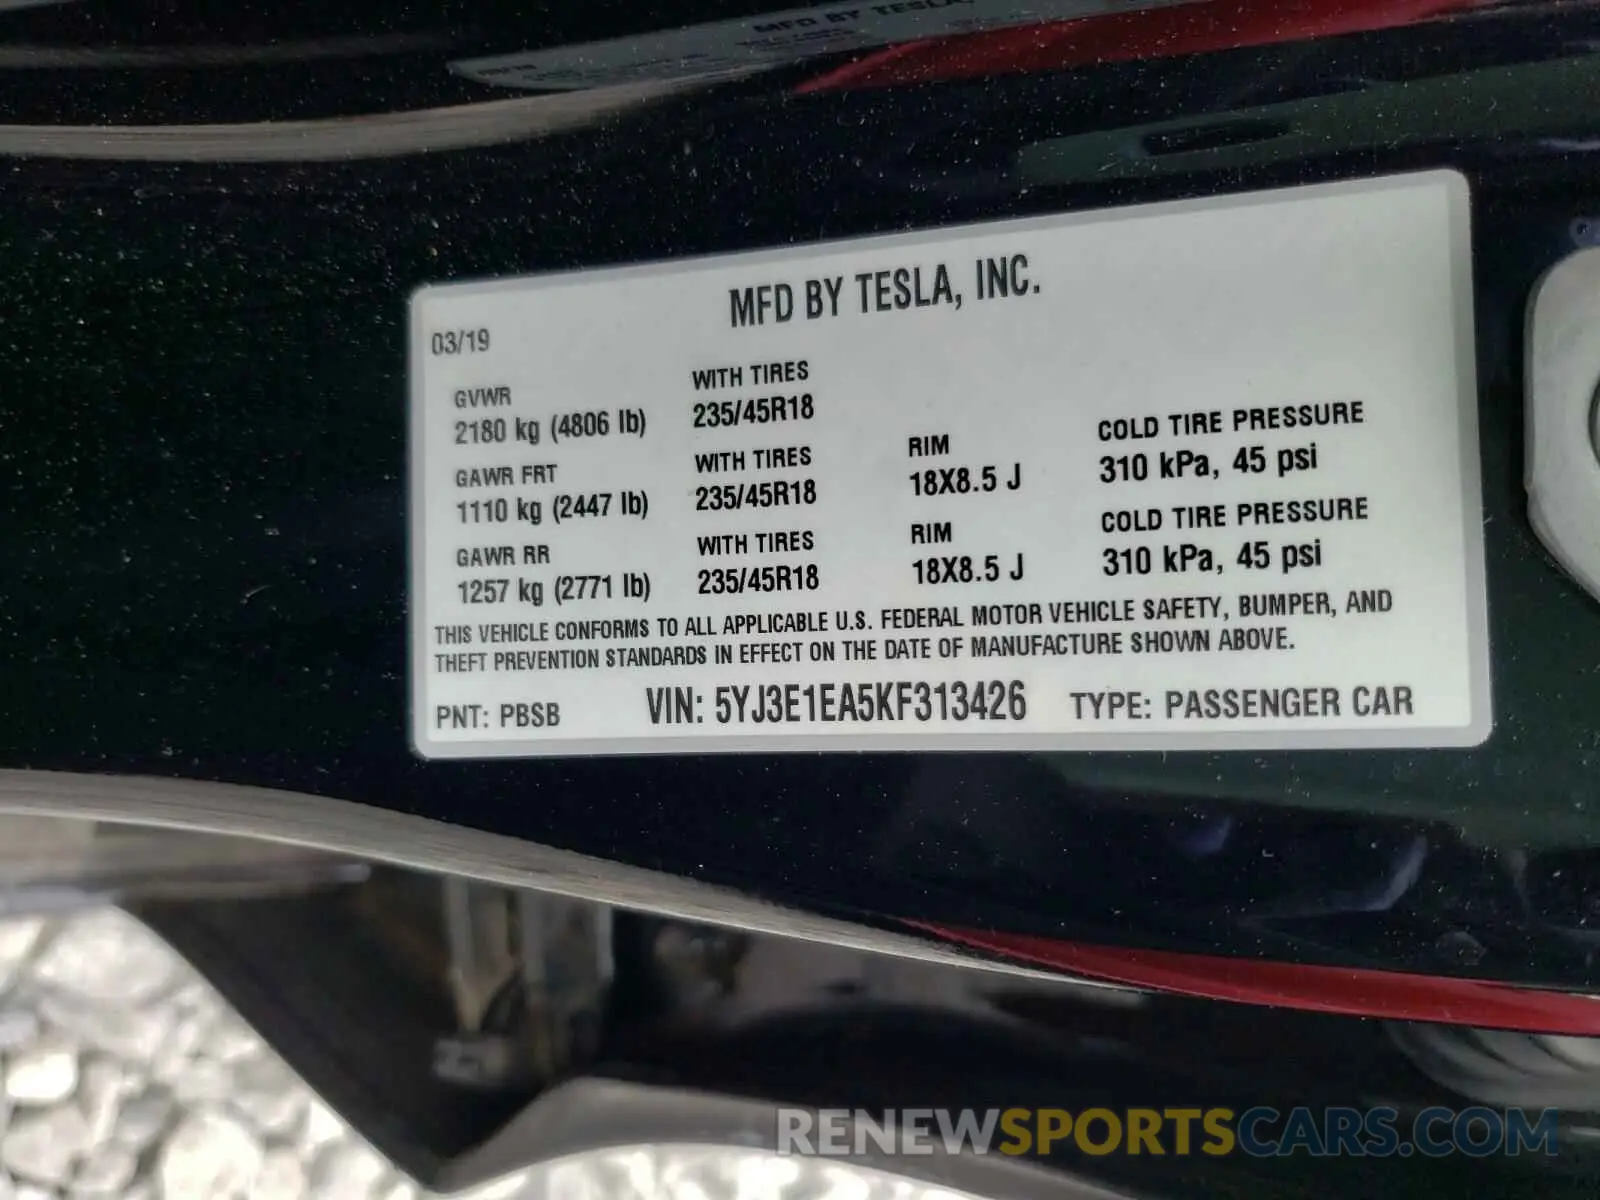 MFD BY TESLA,
MFD BY TESLA, INC.
03/19
GVWR
2180 kg (4806 lb)
WITH TIRES
235/45R18
GAWR FRT
1110 kg (2447 lb)
WITH TIRES
235/45R18
RIM
18X8.5 J
COLD TIRE PRESSURE
310 kPa, 45 psi
GAWR RR
1257 kg (2771 lb)
WITH TIRES
235/45R18
RIM
18X8.5 J
COLD TIRE PRESSURE
310 kPa, 45 psi
THIS VEHICLE CONFORMS TO ALL APPLICABLE U.S. FEDERAL MOTOR VEHICLE SAFETY, BUMPER, AND
THEFT PREVENTION STANDARDS IN EFFECT ON THE DATE OF MANUFACTURE SHOWN ABOVE.
PNT: PBSB VIN: 5YJ3E1EA5KF313426 TYPE: PASSENGER CAR
RENEWSPORTSCARS.COM